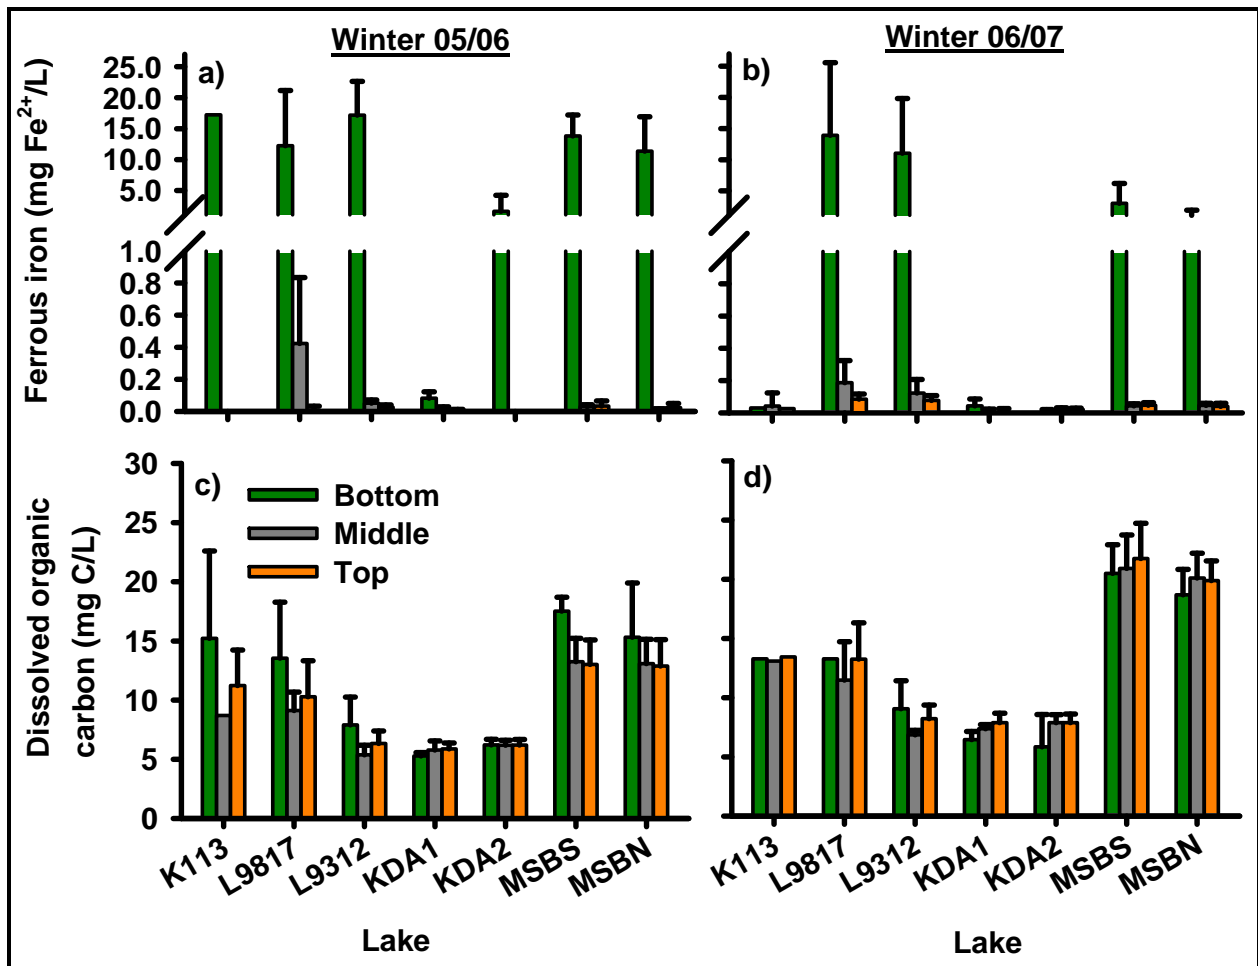 Winter 05/06
Winter 06/07
a)
b)
Ferrous iron (mg Fe²⁺/L)
25.0
20.0
15.0
10.0
5.0
1.0
0.8
0.6
0.4
0.2
0.0
c)
d)
Bottom
Middle
Top
Dissolved organic
carbon (mg C/L)
30
25
20
15
10
5
0
K113
L9817
L9312
KDA1
KDA2
MSBS
MSBN
K113
L9817
L9312
KDA1
KDA2
MSBS
MSBN
Lake
Lake